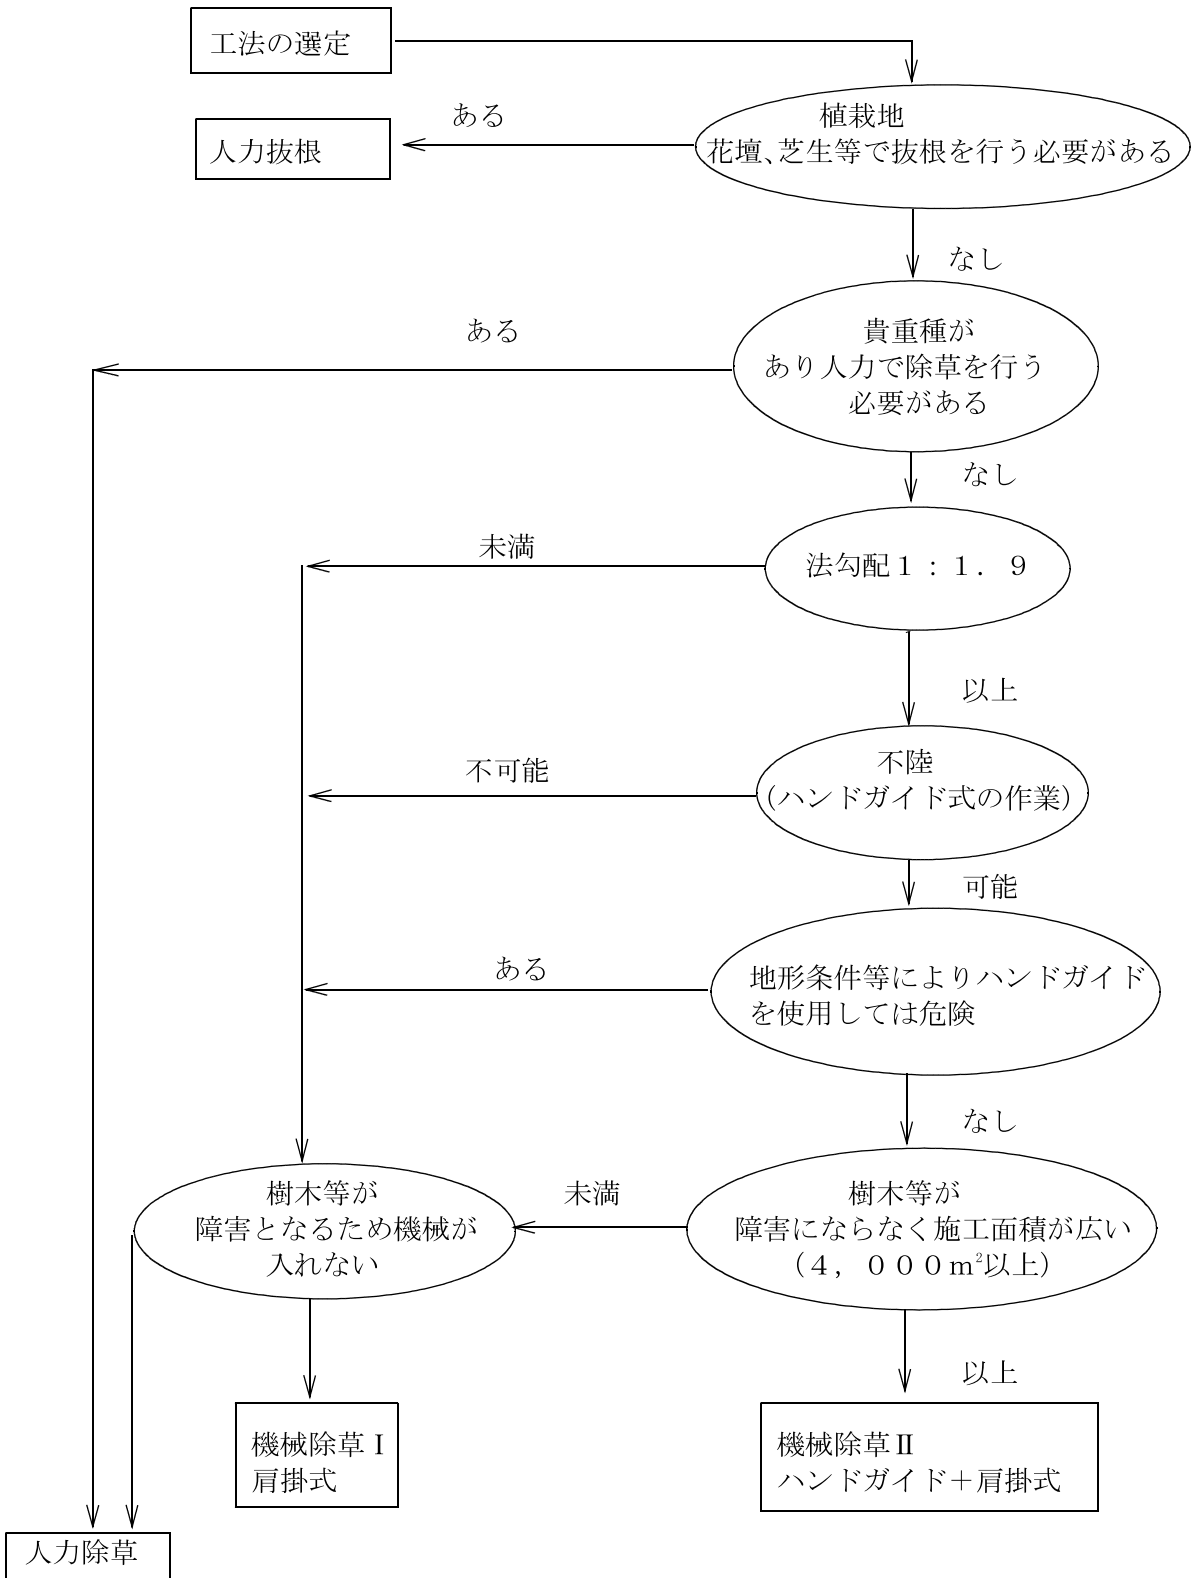 工法の選定
植栽地
花壇、芝生等で抜根を行う必要がある
ある
人力抜根
なし
貴重種が
あり人力で除草を行う
必要がある
ある
なし
法勾配１：１．９
未満
以上
不陸
（ハンドガイド式の作業）
不可能
可能
地形条件等によりハンドガイド
を使用しては危険
ある
なし
樹木等が
障害にならなく施工面積が広い
（４，０００ｍ²以上）
未満
樹木等が
障害となるため機械が
入れない
以上
機械除草Ⅰ
肩掛式
機械除草Ⅱ
ハンドガイド＋肩掛式
人力除草